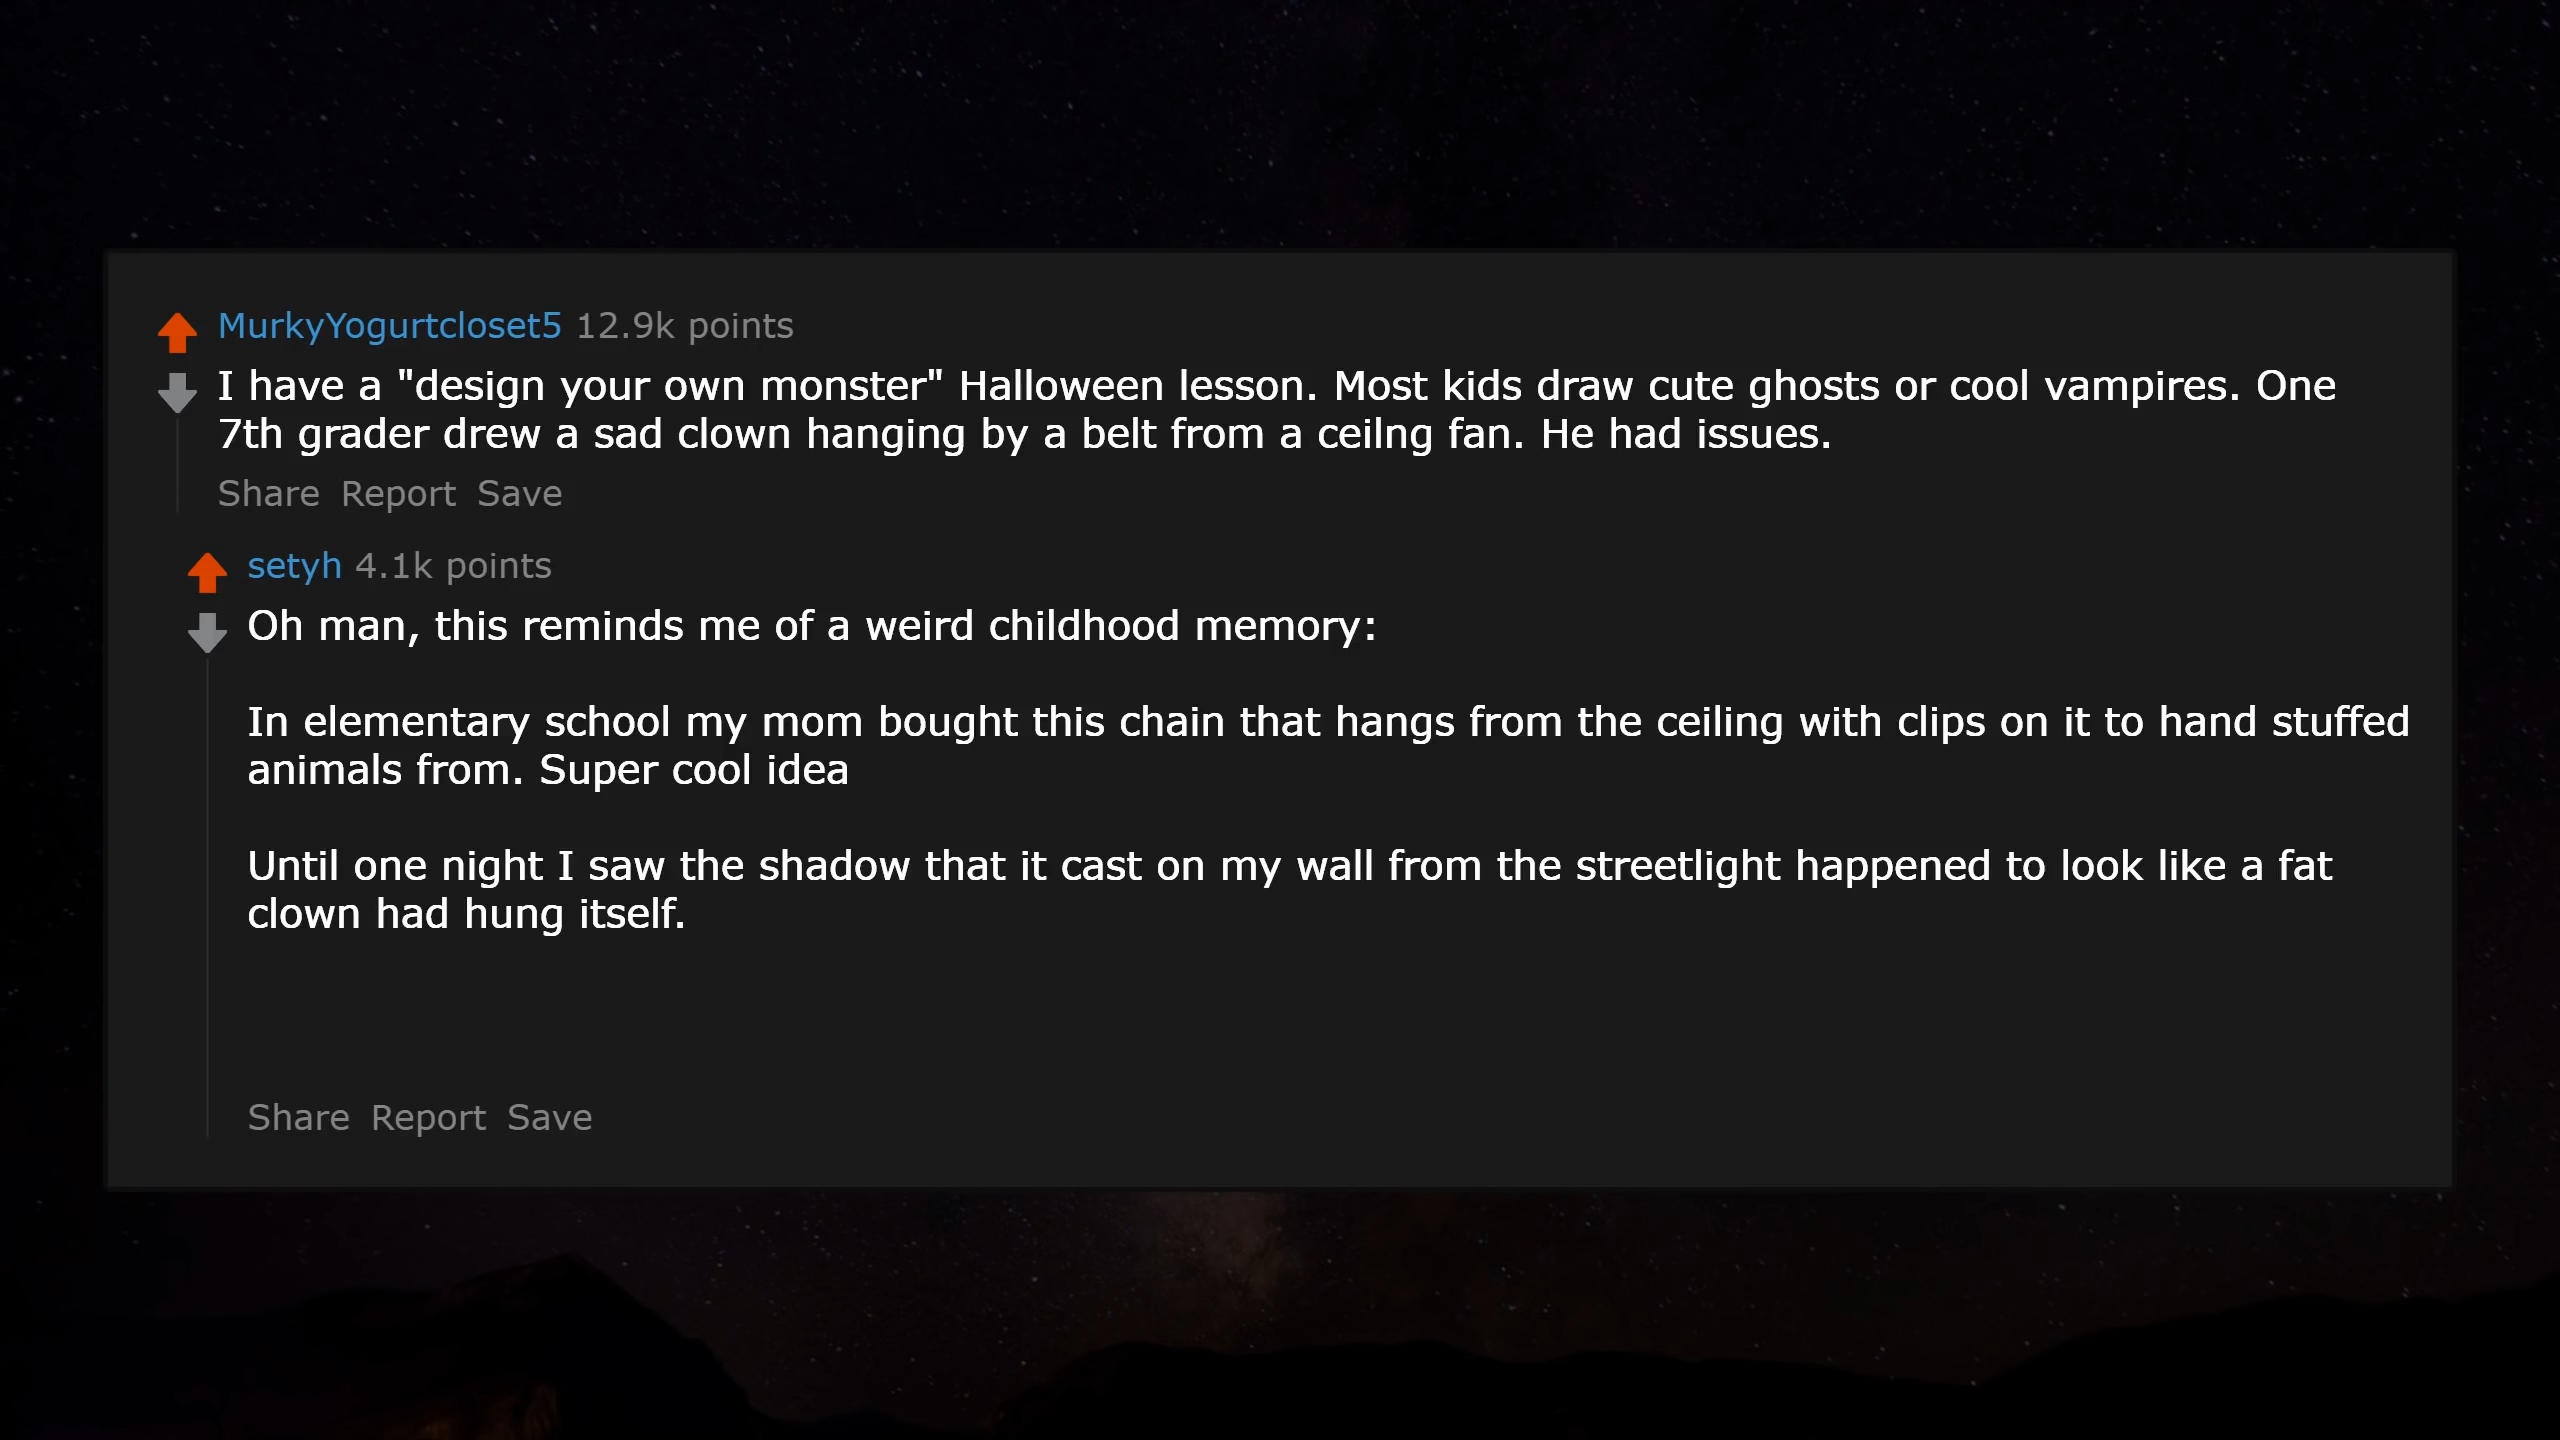 MurkyYogurtcloset5 12.9k points
I have a "design your own monster" Halloween lesson. Most kids draw cute ghosts or cool vampires. One
7th grader drew a sad clown hanging by a belt from a ceilng fan. He had issues.
Share Report Save
setyh 4.1k points
Oh man, this reminds me of a weird childhood memory:
In elementary school my mom bought this chain that hangs from the ceiling with clips on it to hand stuffed
animals from. Super cool idea
Until one night I saw the shadow that it cast on my wall from the streetlight happened to look like a fat
clown had hung itself.
Share Report Save